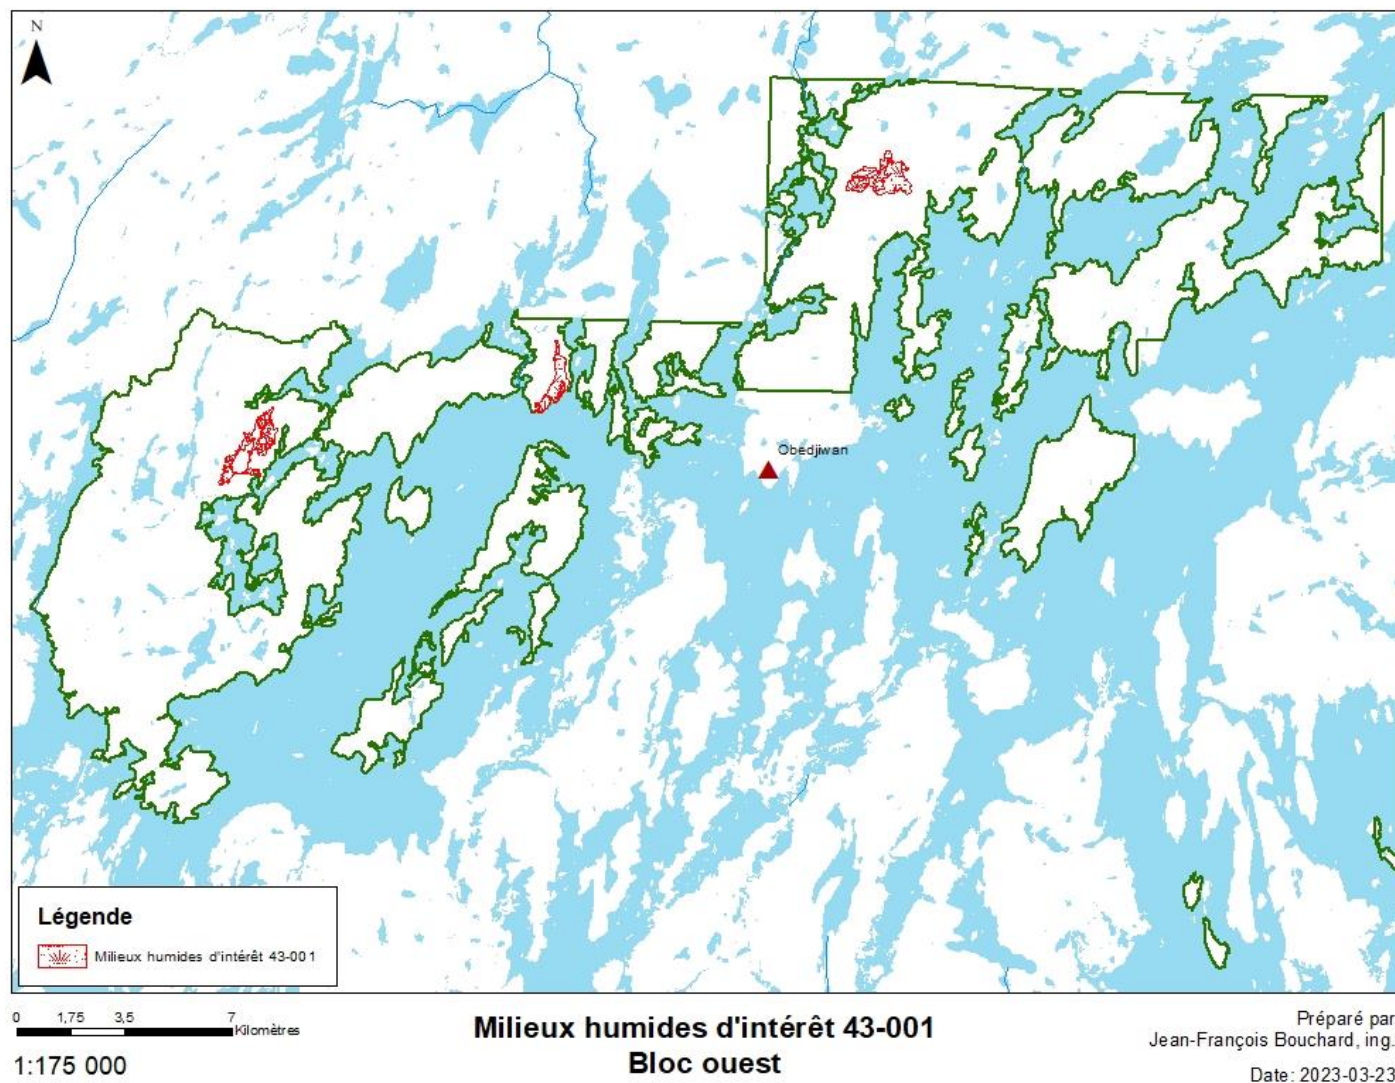 N
Obedjiwan
Légende
Milieux humides d'intérêt 43-001
0 1,75 3,5 7
Kilomètres
1:175 000
Milieux humides d'intérêt 43-001
Bloc ouest
Préparé par
Jean-François Bouchard, ing.
Date: 2023-03-23